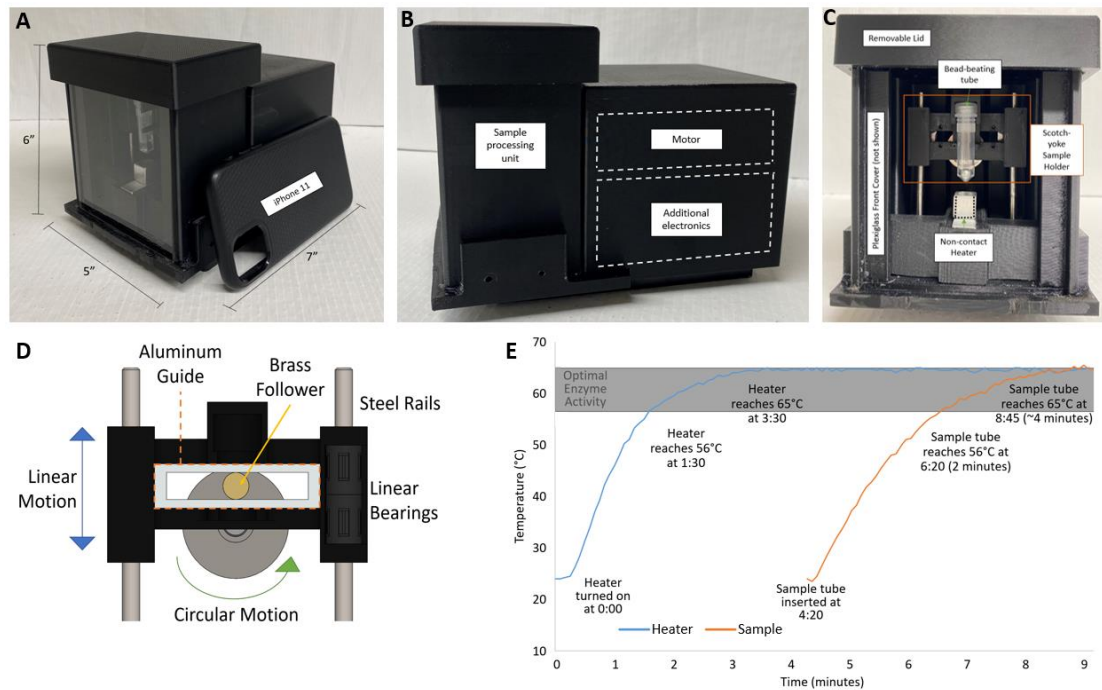 A
6”
5”
7”
iPhone 11
B
Sample
processing
unit
Motor
Additional
electronics
C
Removable Lid
Bead-beating
tube
Plexiglass Front Cover (not shown)
Scotch-
yoke
Sample
Holder
Non-contact
Heater
D
Aluminum
Guide
Brass
Follower
Steel Rails
Linear
Motion
Linear
Bearings
Circular Motion
E
Temperature (°C)
70
60
50
40
30
20
10
Optimal
Enzyme
Activity
Heater
reaches 65°C
at 3:30
Sample tube
reaches 65°C at
8:45 (~4 minutes)
Heater
reaches 56°C
at 1:30
Sample tube
reaches 56°C at
6:20 (2 minutes)
Heater
turned on
at 0:00
Sample tube
inserted at
4:20
Heater Sample
0 1 2 3 4 5 6 7 8 9
Time (minutes)